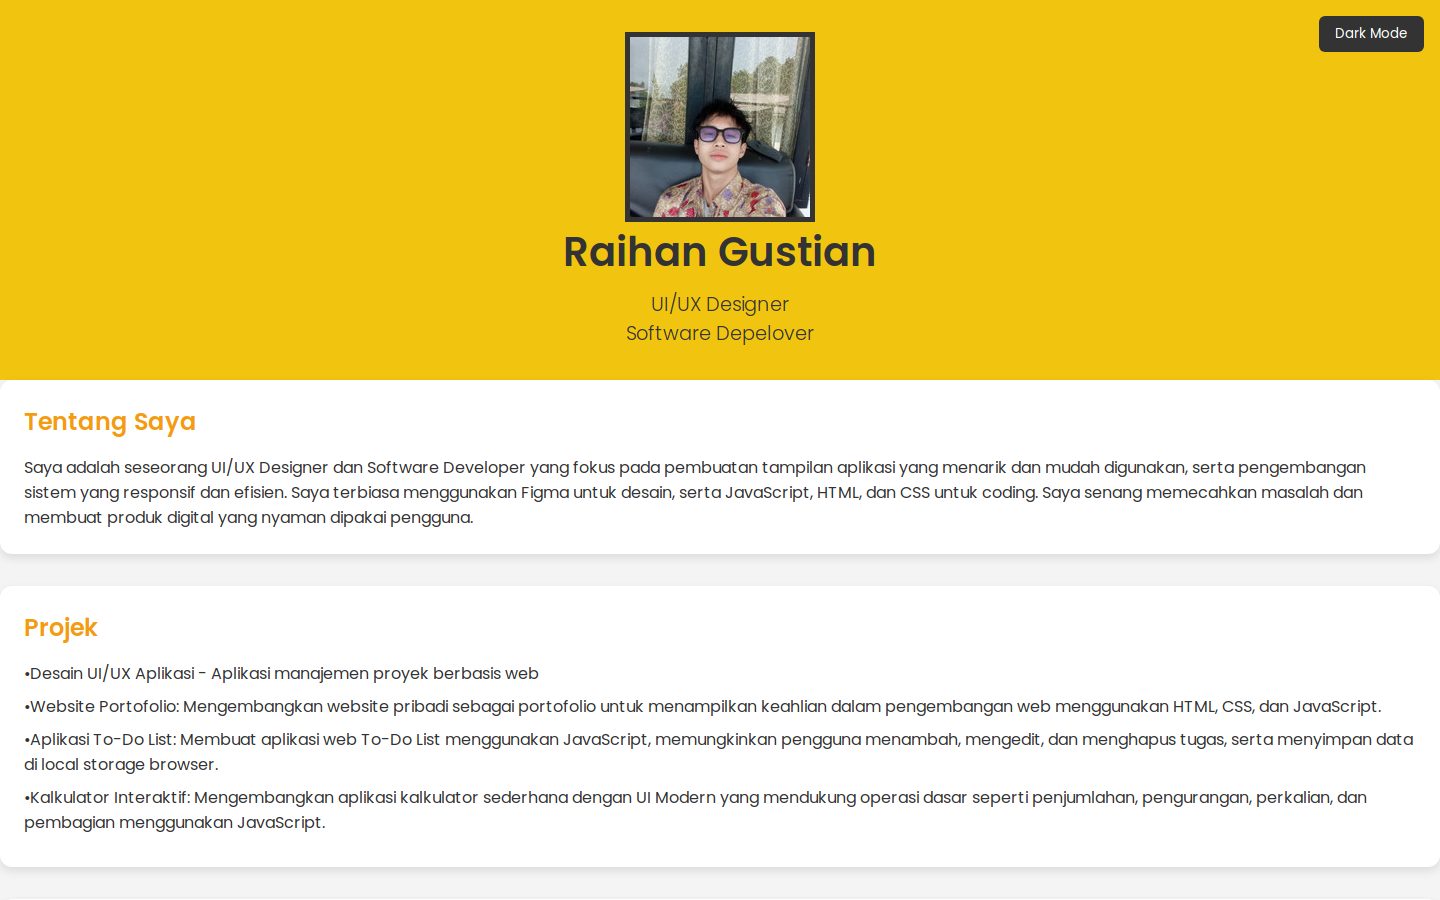 Dark Mode
Raihan Gustian
UI/UX Designer
Software Depelover
Tentang Saya
Saya adalah seseorang UI/UX Designer dan Software Developer yang fokus pada pembuatan tampilan aplikasi yang menarik dan mudah digunakan, serta pengembangan
sistem yang responsif dan efisien. Saya terbiasa menggunakan Figma untuk desain, serta JavaScript, HTML, dan CSS untuk coding. Saya senang memecahkan masalah dan
membuat produk digital yang nyaman dipakai pengguna.
Projek
•Desain UI/UX Aplikasi - Aplikasi manajemen proyek berbasis web
•Website Portofolio: Mengembangkan website pribadi sebagai portofolio untuk menampilkan keahlian dalam pengembangan web menggunakan HTML, CSS, dan JavaScript.
•Aplikasi To-Do List: Membuat aplikasi web To-Do List menggunakan JavaScript, memungkinkan pengguna menambah, mengedit, dan menghapus tugas, serta menyimpan data
di local storage browser.
•Kalkulator Interaktif: Mengembangkan aplikasi kalkulator sederhana dengan UI Modern yang mendukung operasi dasar seperti penjumlahan, pengurangan, perkalian, dan
pembagian menggunakan JavaScript.